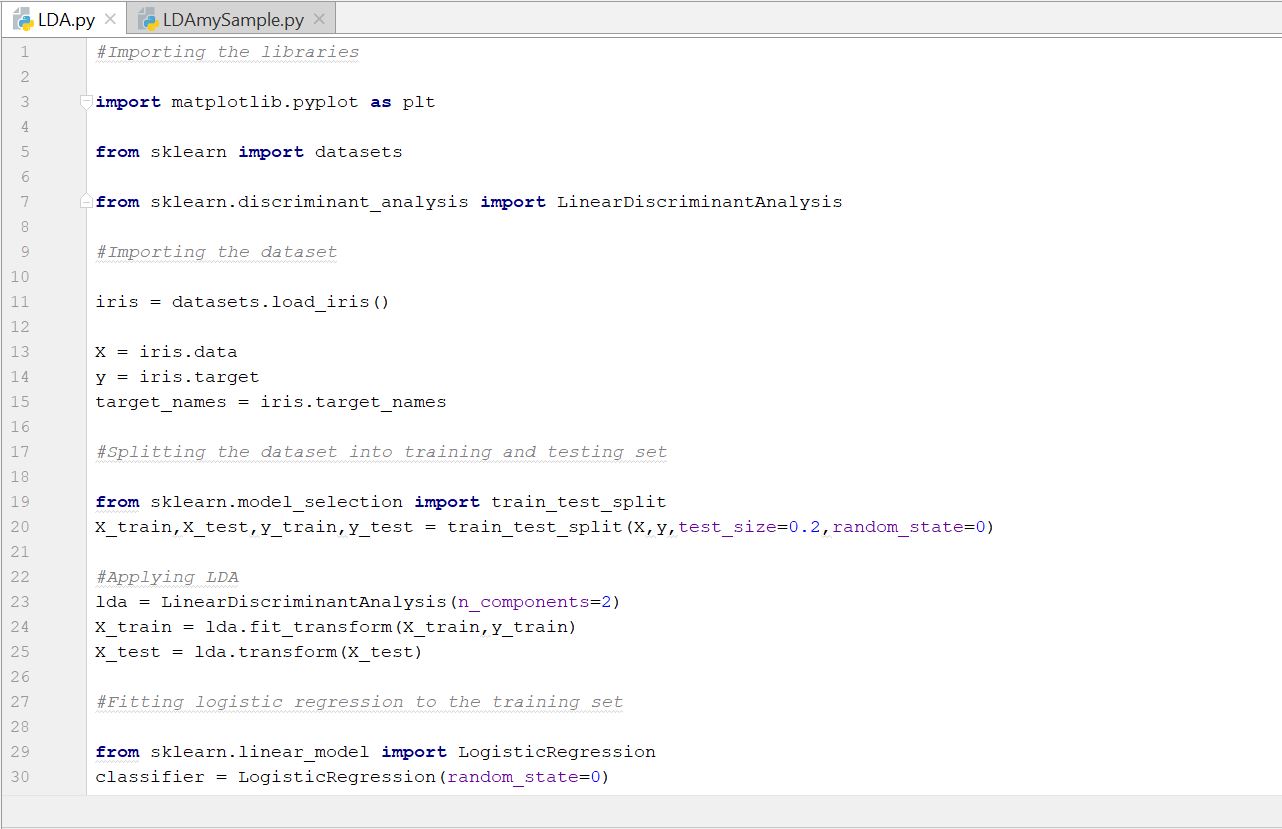 LDA.py LDAmySample.py
1 #Importing the libraries
2
3 import matplotlib.pyplot as plt
4
5 from sklearn import datasets
6
7 from sklearn.discriminant_analysis import LinearDiscriminantAnalysis
8
9 #Importing the dataset
10
11 iris = datasets.load_iris()
12
13 X = iris.data
14 y = iris.target
15 target_names = iris.target_names
16
17 #Splitting the dataset into training and testing set
18
19 from sklearn.model_selection import train_test_split
20 X_train,X_test,y_train,y_test = train_test_split(X,y,test_size=0.2,random_state=0)
21
22 #Applying LDA
23 lda = LinearDiscriminantAnalysis(n_components=2)
24 X_train = lda.fit_transform(X_train,y_train)
25 X_test = lda.transform(X_test)
26
27 #Fitting logistic regression to the training set
28
29 from sklearn.linear_model import LogisticRegression
30 classifier = LogisticRegression(random_state=0)